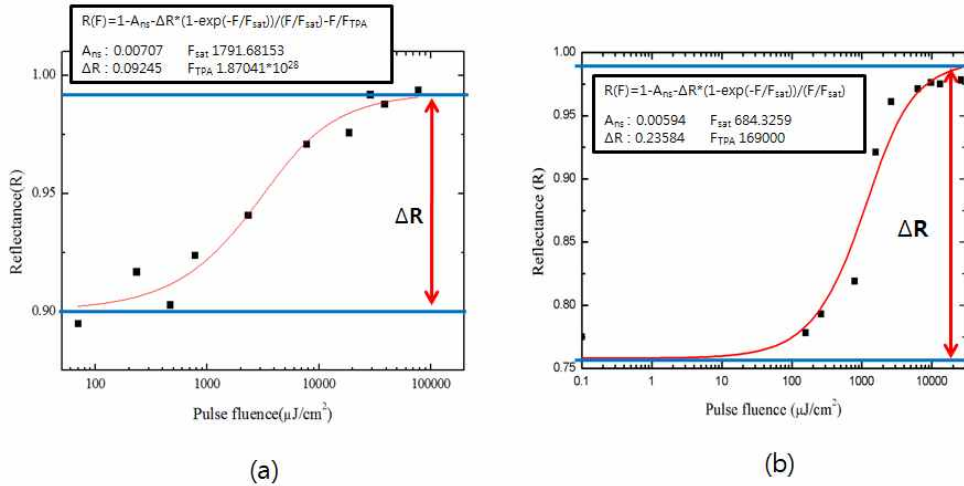 R(F)=1-Ans-ΔR*(1-exp(-F/Fsat))/(F/Fsat)-F/FTPA
Ans : 0.00707 Fsat 1791.68153
ΔR : 0.09245 FTPA 1.87041*10^28
1.00
0.95
0.90
Reflectance(R)
ΔR
100 1000 10000 100000
Pulse fluence(μJ/cm²)
(a)
R(F)=1-Ans-ΔR*(1-exp(-F/Fsat))/(F/Fsat)
Ans : 0.00594 Fsat 684.3259
ΔR : 0.23584 FTPA 169000
1.00
0.95
0.90
0.85
0.80
0.75
Reflectance (R)
ΔR
0.1 1 10 100 1000 10000
Pulse fluence (μJ/cm²)
(b)